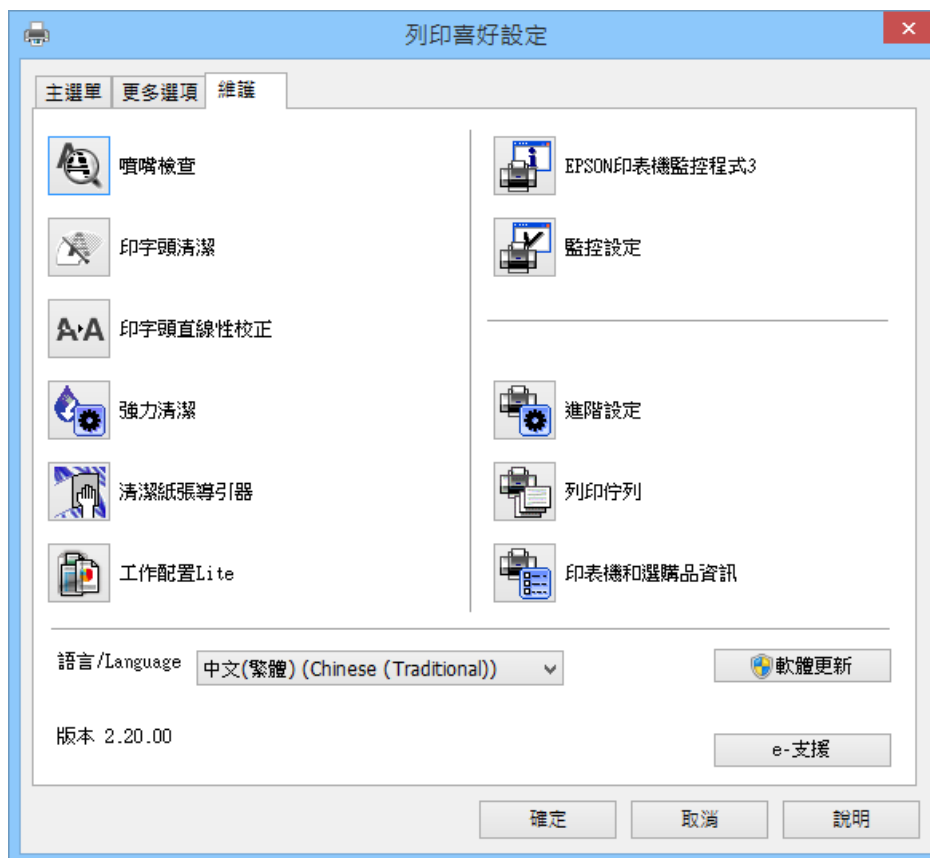 列印喜好設定
主選單 更多選項 維護
噴嘴檢查
印字頭清潔
印字頭直線性校正
強力清潔
清潔紙張導引器
工作配置Lite
EPSON印表機監控程式3
監控設定
進階設定
列印佇列
印表機和選購品資訊
語言/Language 中文(繁體) (Chinese (Traditional)) 軟體更新
版本 2.20.00
e-支援
確定 取消 說明